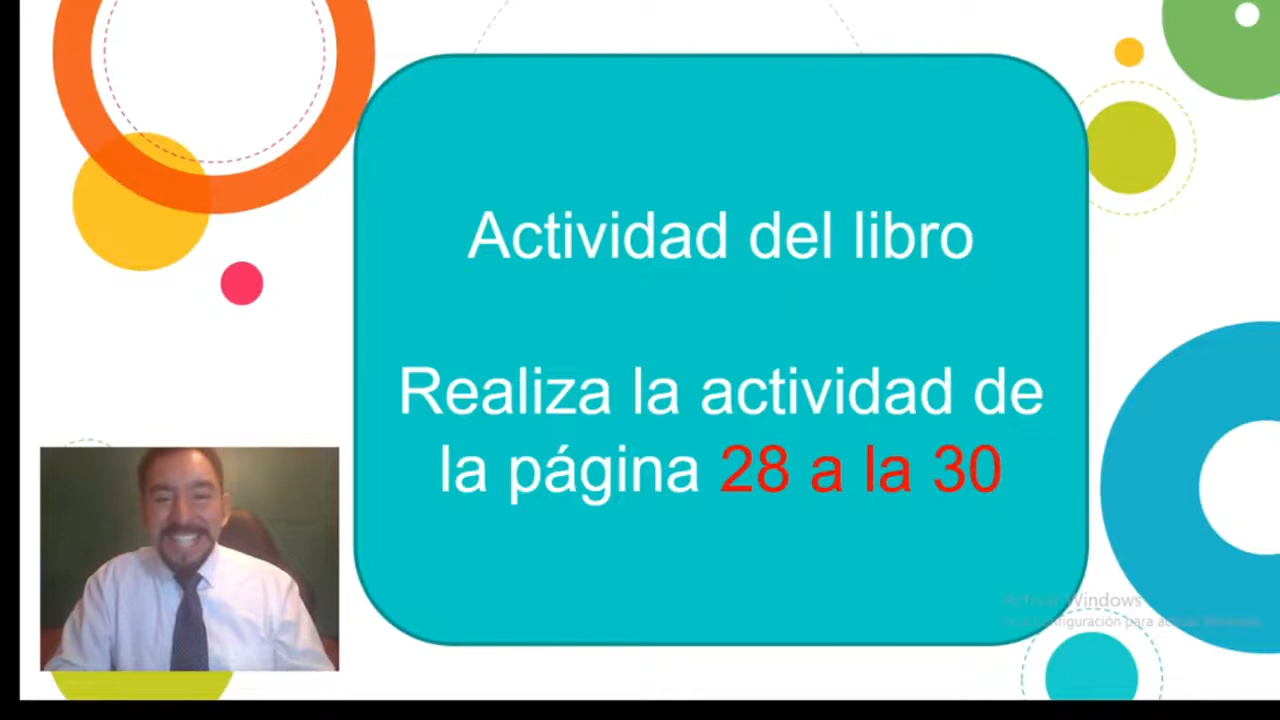 Actividad del libro
Realiza la actividad de
la página 28 a la 30
Activar Windows